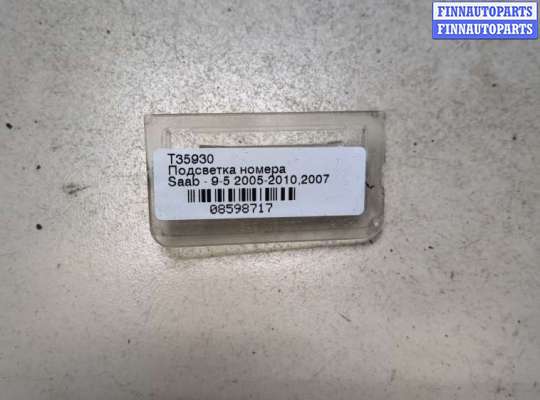 FINNAUTOPARTS
FINNAUTOPARTS
T35930
Подсветка номера
Saab - 9-5 2005-2010,2007
08598717